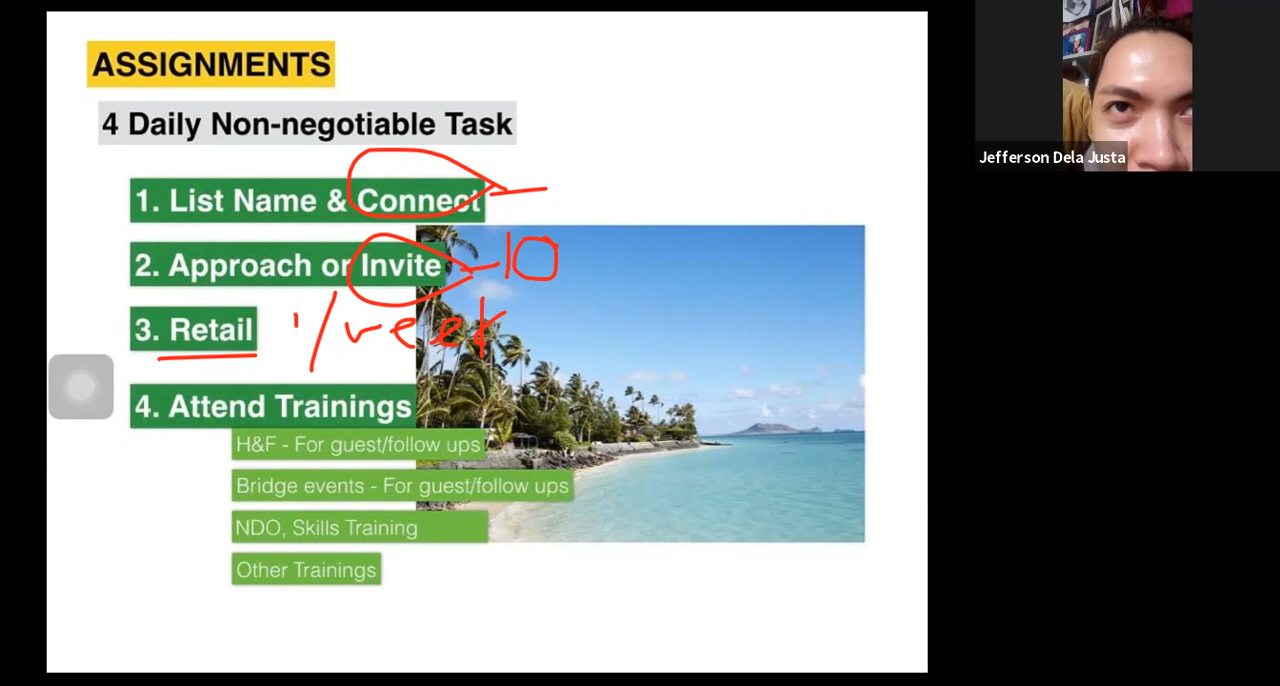 ASSIGNMENTS
4 Daily Non-negotiable Task
1. List Name & Connect
2. Approach or Invite
10
3. Retail
1/week
4. Attend Trainings
H&F - For guest/follow ups
Bridge events - For guest/follow ups
NDO, Skills Training
Other Trainings
Jefferson Dela Justa